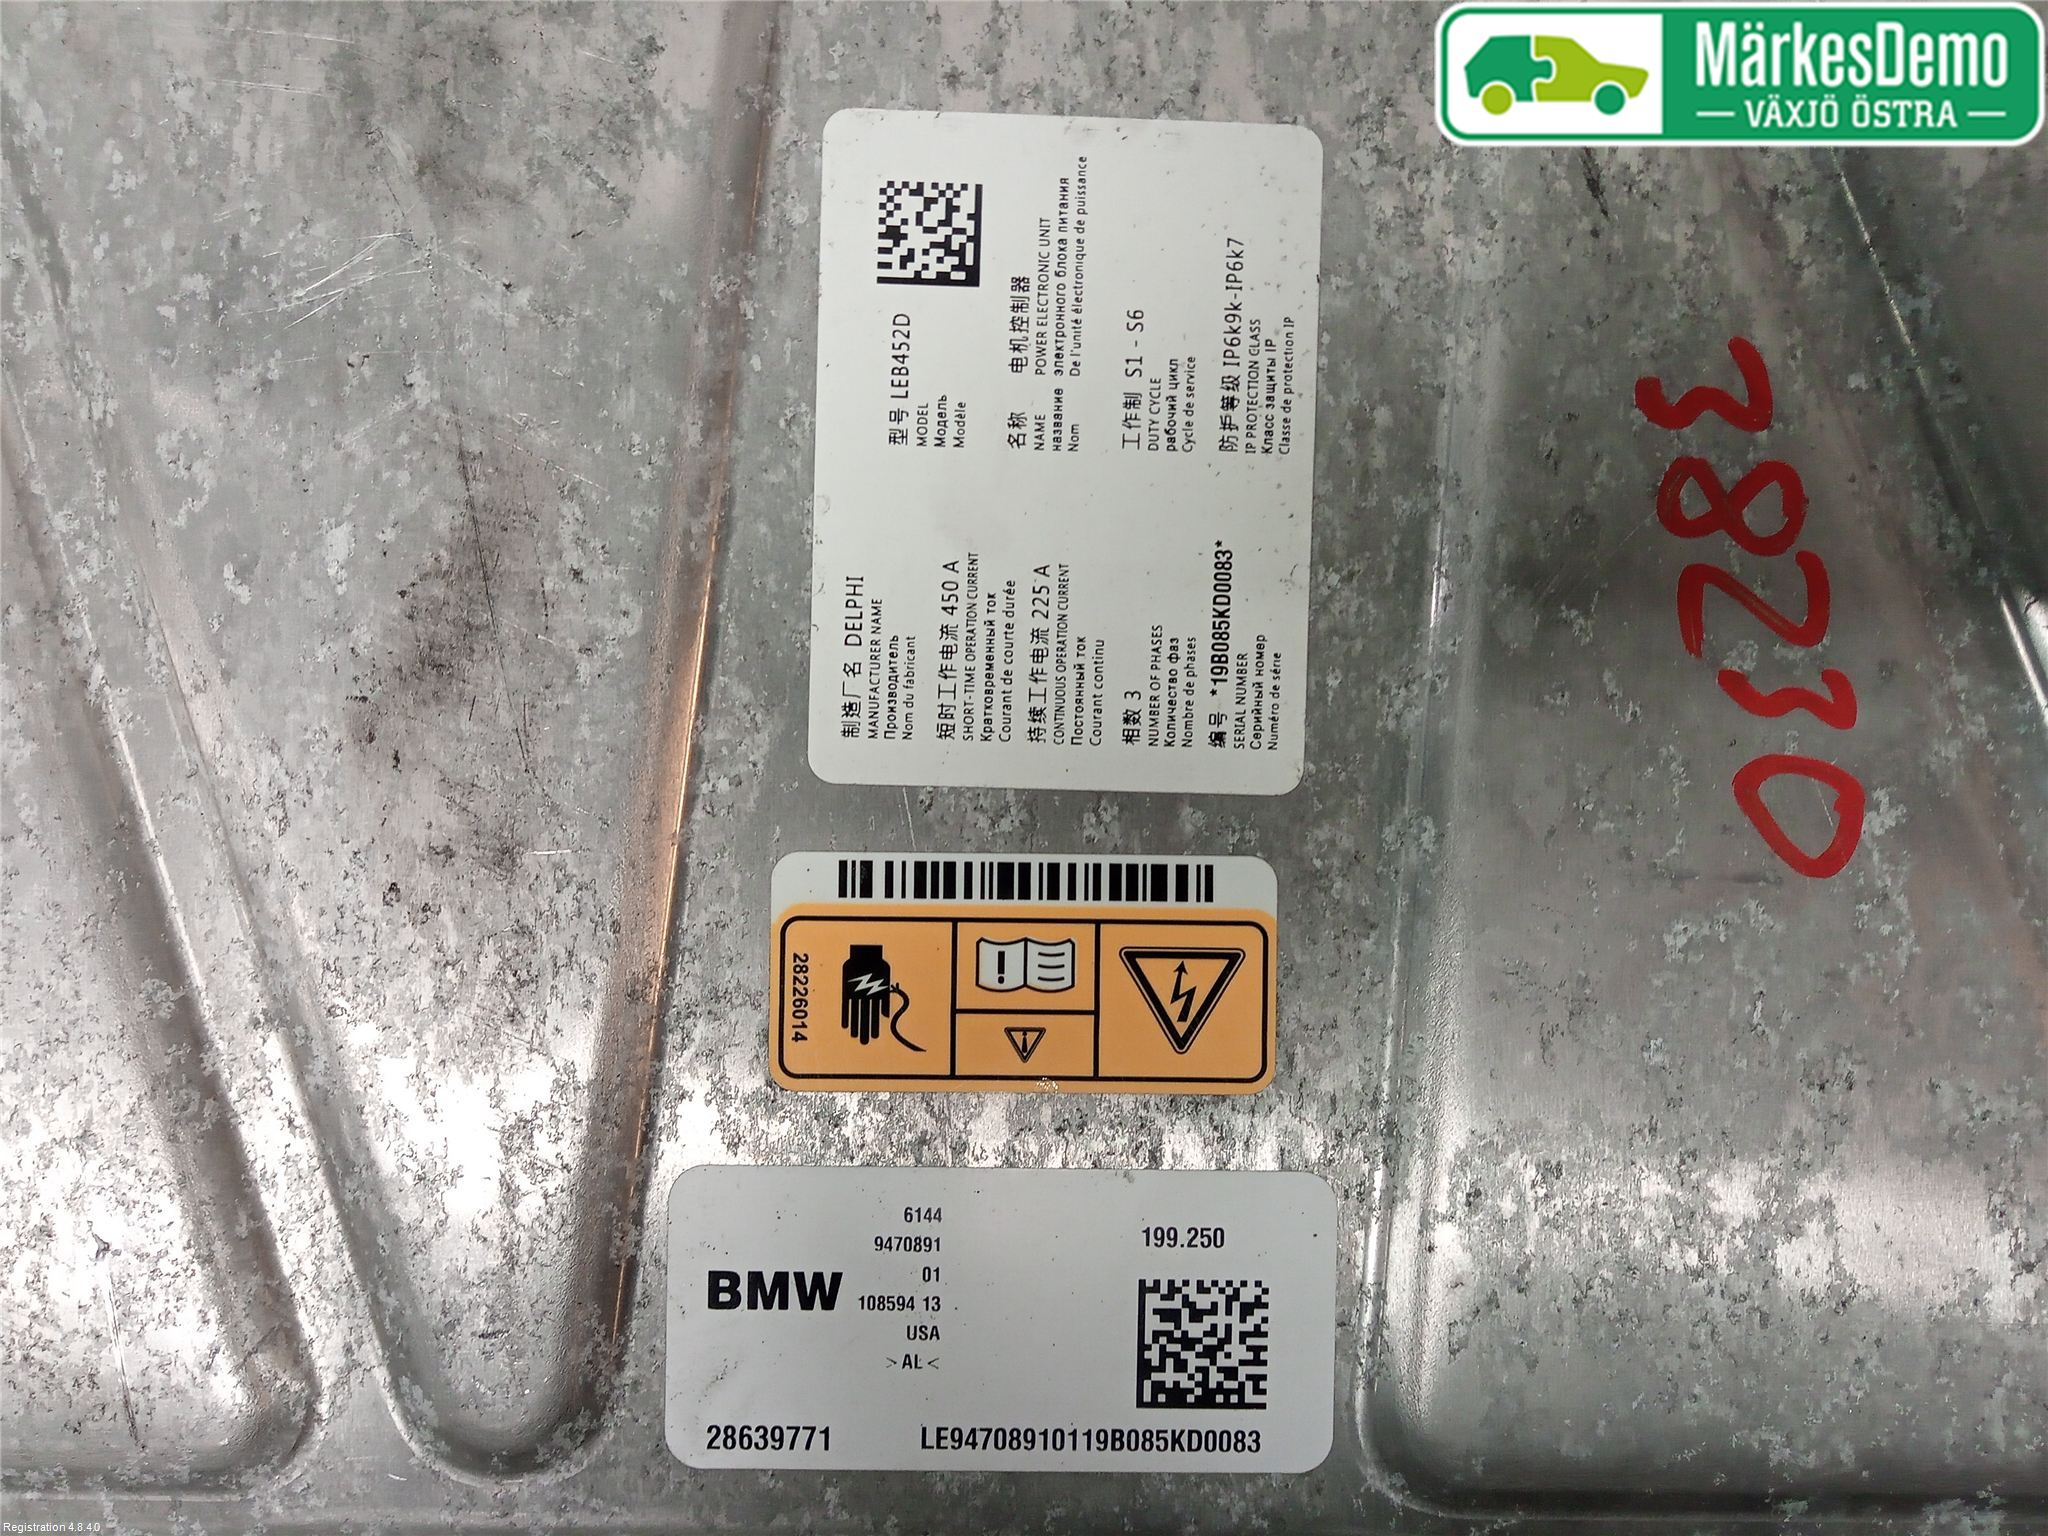 MärkesDemo
VÄXJÖ ÖSTRA
制造厂名 DELPHI
MANUFACTURER NAME
Производитель
Nom du fabricant
短时工作电流 450 A
SHORT-TIME OPERATION CURRENT
Кратковременный ток
Courant de courte durée
持续工作电流 225 A
CONTINUOUS OPERATION CURRENT
Постоянный ток
Courant continu
相数 3
NUMBER OF PHASES
Количество фаз
Nombre de phases
编号 *19B085KD0083*
SERIAL NUMBER
Серийный номер
Numéro de série
型号 LEB452D
MODEL
Модель
Modèle
名称 电机控制器
NAME POWER ELECTRONIC UNIT
название электронного блока питания
Nom De l'unité électronique de puissance
工作制 S1 - S6
DUTY CYCLE
рабочий цикл
Cycle de service
防护等级 IP6k9k-IP6k7
IP PROTECTION GLASS
Класс защиты IP
Classe de protection IP
38230
28226014
BMW
6144
9470891
01
108594 13
USA
>AL<
199.250
28639771
LE94708910119B085KD0083
Registration 4.8.4.0